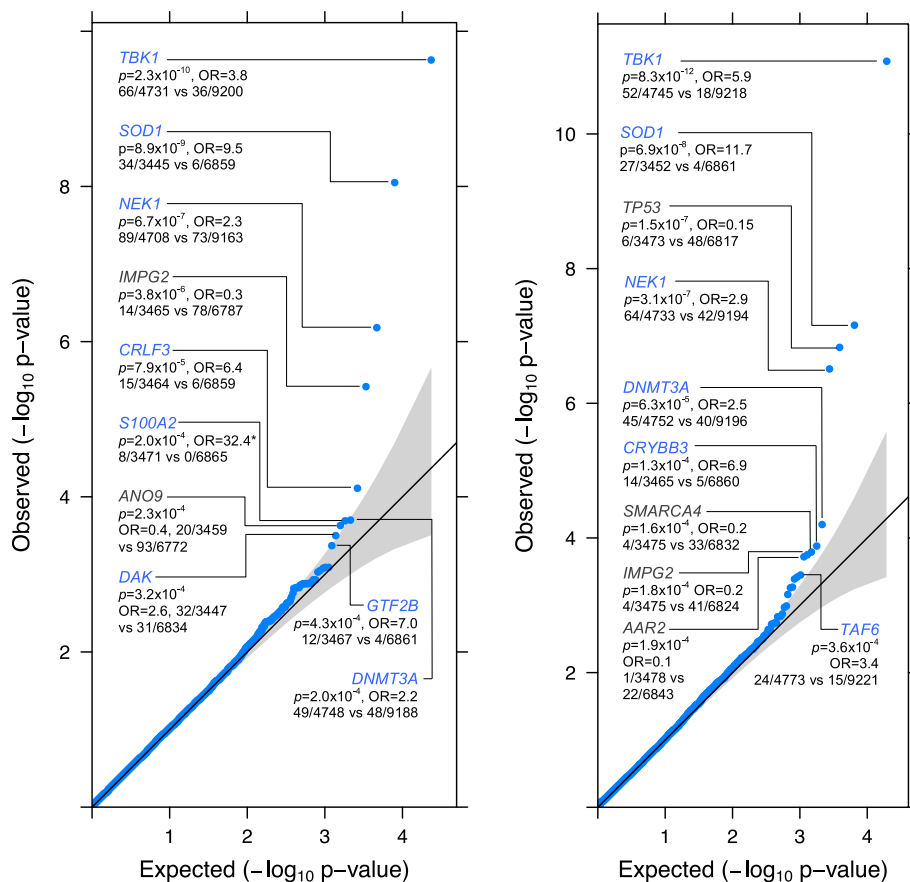 TBK1
p=2.3x10-10, OR=3.8
66/4731 vs 36/9200
SOD1
p=8.9x10-9, OR=9.5
34/3445 vs 6/6859
NEK1
p=6.7x10-7, OR=2.3
89/4708 vs 73/9163
IMPG2
p=3.8x10-6, OR=0.3
14/3465 vs 78/6787
CRLF3
p=7.9x10-5, OR=6.4
15/3464 vs 6/6859
S100A2
p=2.0x10-4, OR=32.4*
8/3471 vs 0/6865
ANO9
p=2.3x10-4
OR=0.4, 20/3459
vs 93/6772
DAK
p=3.2x10-4
OR=2.6, 32/3447
vs 31/6834
GTF2B
p=4.3x10-4, OR=7.0
12/3467 vs 4/6861
DNMT3A
p=2.0x10-4, OR=2.2
49/4748 vs 48/9188
8
6
4
2
Observed (−log10 p−value)
1 2 3 4
Expected (−log10 p−value)
TBK1
p=8.3x10-12, OR=5.9
52/4745 vs 18/9218
SOD1
p=6.9x10-8, OR=11.7
27/3452 vs 4/6861
TP53
p=1.5x10-7, OR=0.15
6/3473 vs 48/6817
NEK1
p=3.1x10-7, OR=2.9
64/4733 vs 42/9194
DNMT3A
p=6.3x10-5, OR=2.5
45/4752 vs 40/9196
CRYBB3
p=1.3x10-4, OR=6.9
14/3465 vs 5/6860
SMARCA4
p=1.6x10-4, OR=0.2
4/3475 vs 33/6832
IMPG2
p=1.8x10-4 OR=0.2
4/3475 vs 41/6824
AAR2
p=1.9x10-4
OR=0.1
1/3478 vs
22/6843
TAF6
p=3.6x10-4
OR=3.4
24/4773 vs 15/9221
10
8
6
4
2
Observed (−log10 p−value)
1 2 3 4
Expected (−log10 p−value)